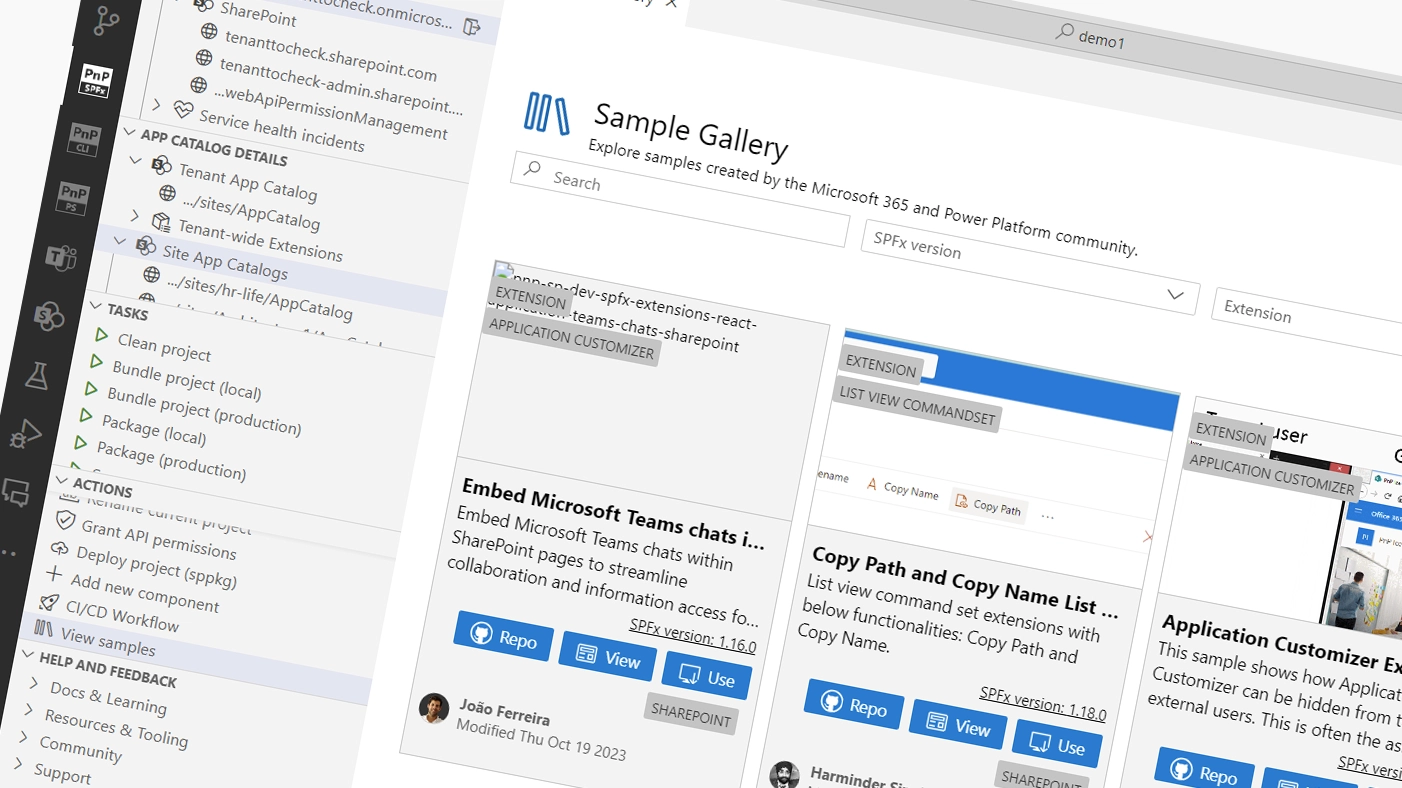 ...ttocheck.onmicros...
SharePoint
tenanttocheck.sharepoint.com
tenanttocheck-admin.sharepoint....
...webApiPermissionManagement
Service health incidents
APP CATALOG DETAILS
Tenant App Catalog
.../sites/AppCatalog
Tenant-wide Extensions
Site App Catalogs
.../sites/hr-life/AppCatalog
TASKS
Clean project
Bundle project (local)
Bundle project (production)
Package (local)
Package (production)
ACTIONS
Rename current project
Grant API permissions
Deploy project (sppkg)
Add new component
CI/CD Workflow
View samples
HELP AND FEEDBACK
Docs & Learning
Resources & Tooling
Community
Support
PnP
SPFx
PnP
CLI
PnP
PS
demo1
Sample Gallery
Explore samples created by the Microsoft 365 and Power Platform community.
Search
SPFx version
Extension
pnp-sp-dev-spfx-extensions-react-
application-teams-chats-sharepoint
EXTENSION
APPLICATION CUSTOMIZER
Embed Microsoft Teams chats i...
Embed Microsoft Teams chats within
SharePoint pages to streamline
collaboration and information access fo...
SPFx version: 1.16.0
Repo
View
Use
SHAREPOINT
João Ferreira
Modified Thu Oct 19 2023
EXTENSION
LIST VIEW COMMANDSET
ename
Copy Name
Copy Path
...
Copy Path and Copy Name List ...
List view command set extensions with
below functionalities: Copy Path and
Copy Name.
SPFx version: 1.18.0
Repo
View
Use
SHAREPOINT
Harminder
user
EXTENSION
APPLICATION CUSTOMIZER
Office 365
Application Customizer Ex
This sample shows how Applicat
Customizer can be hidden from t
external users. This is often the as
SPFx versi
Repo